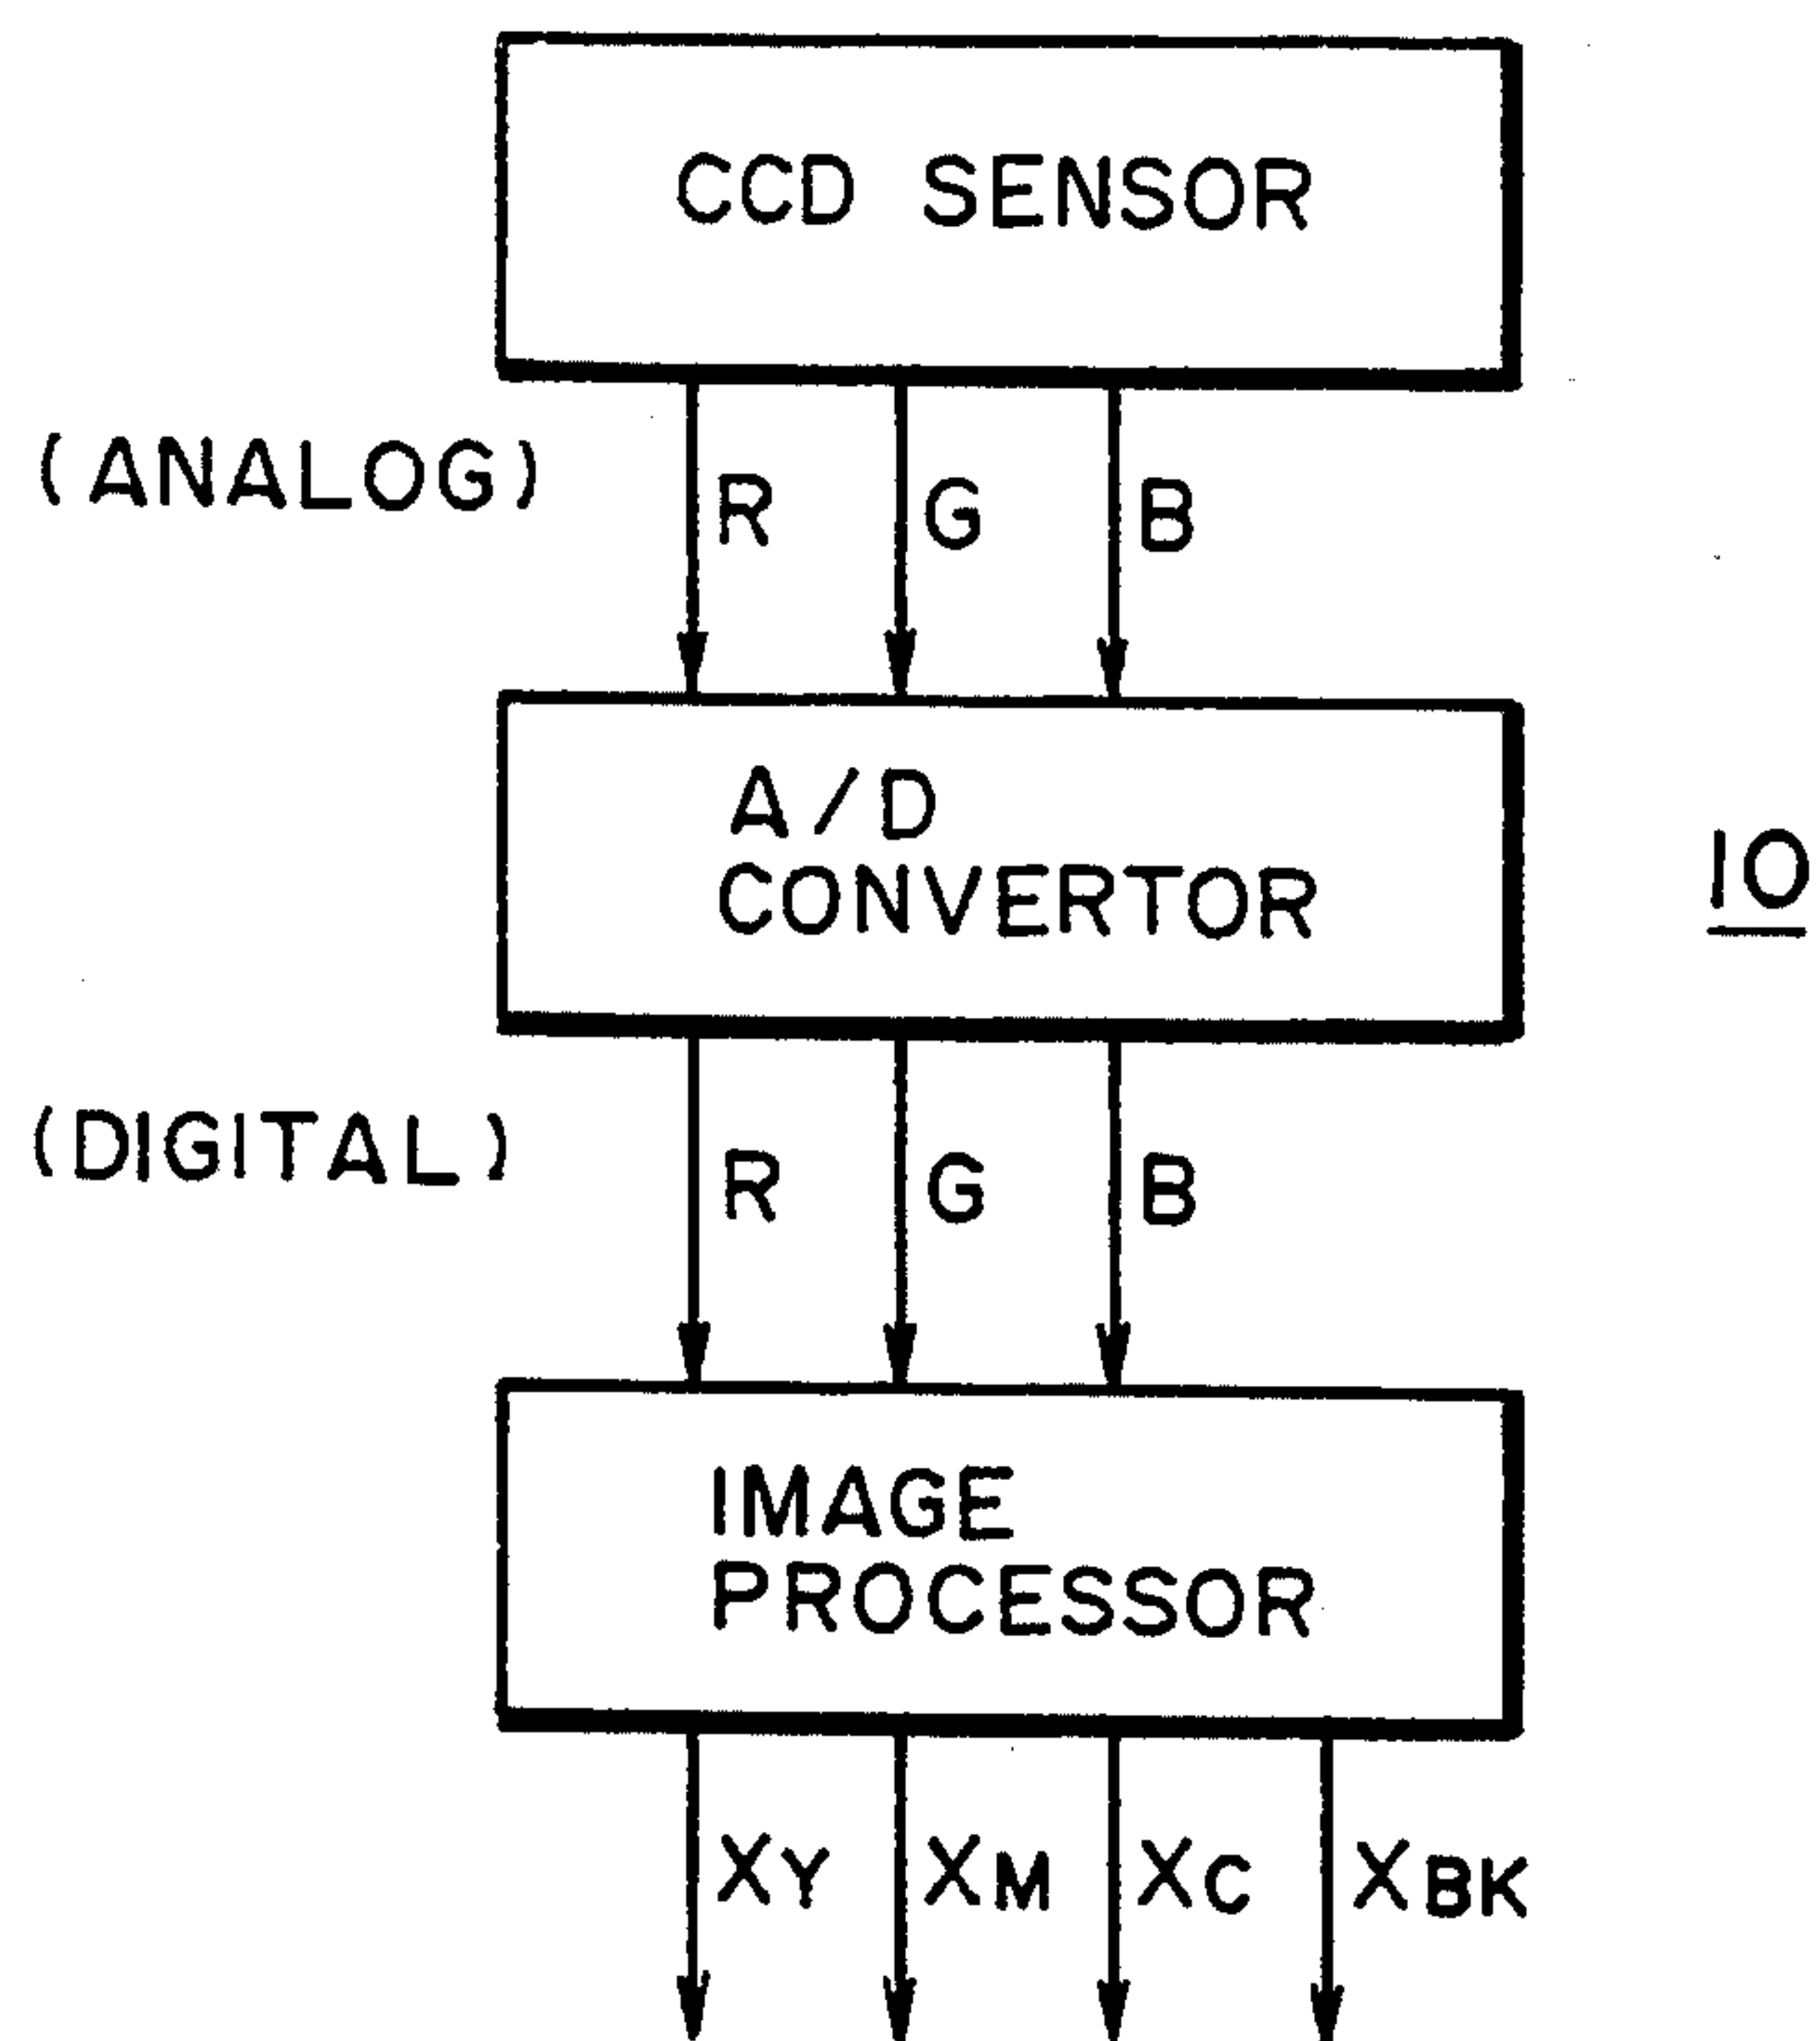 CCD SENSOR
(ANALOG)
R G B
A/D
CONVERTOR
10
(DIGITAL)
R G B
IMAGE
PROCESSOR
XY XM XC XBK